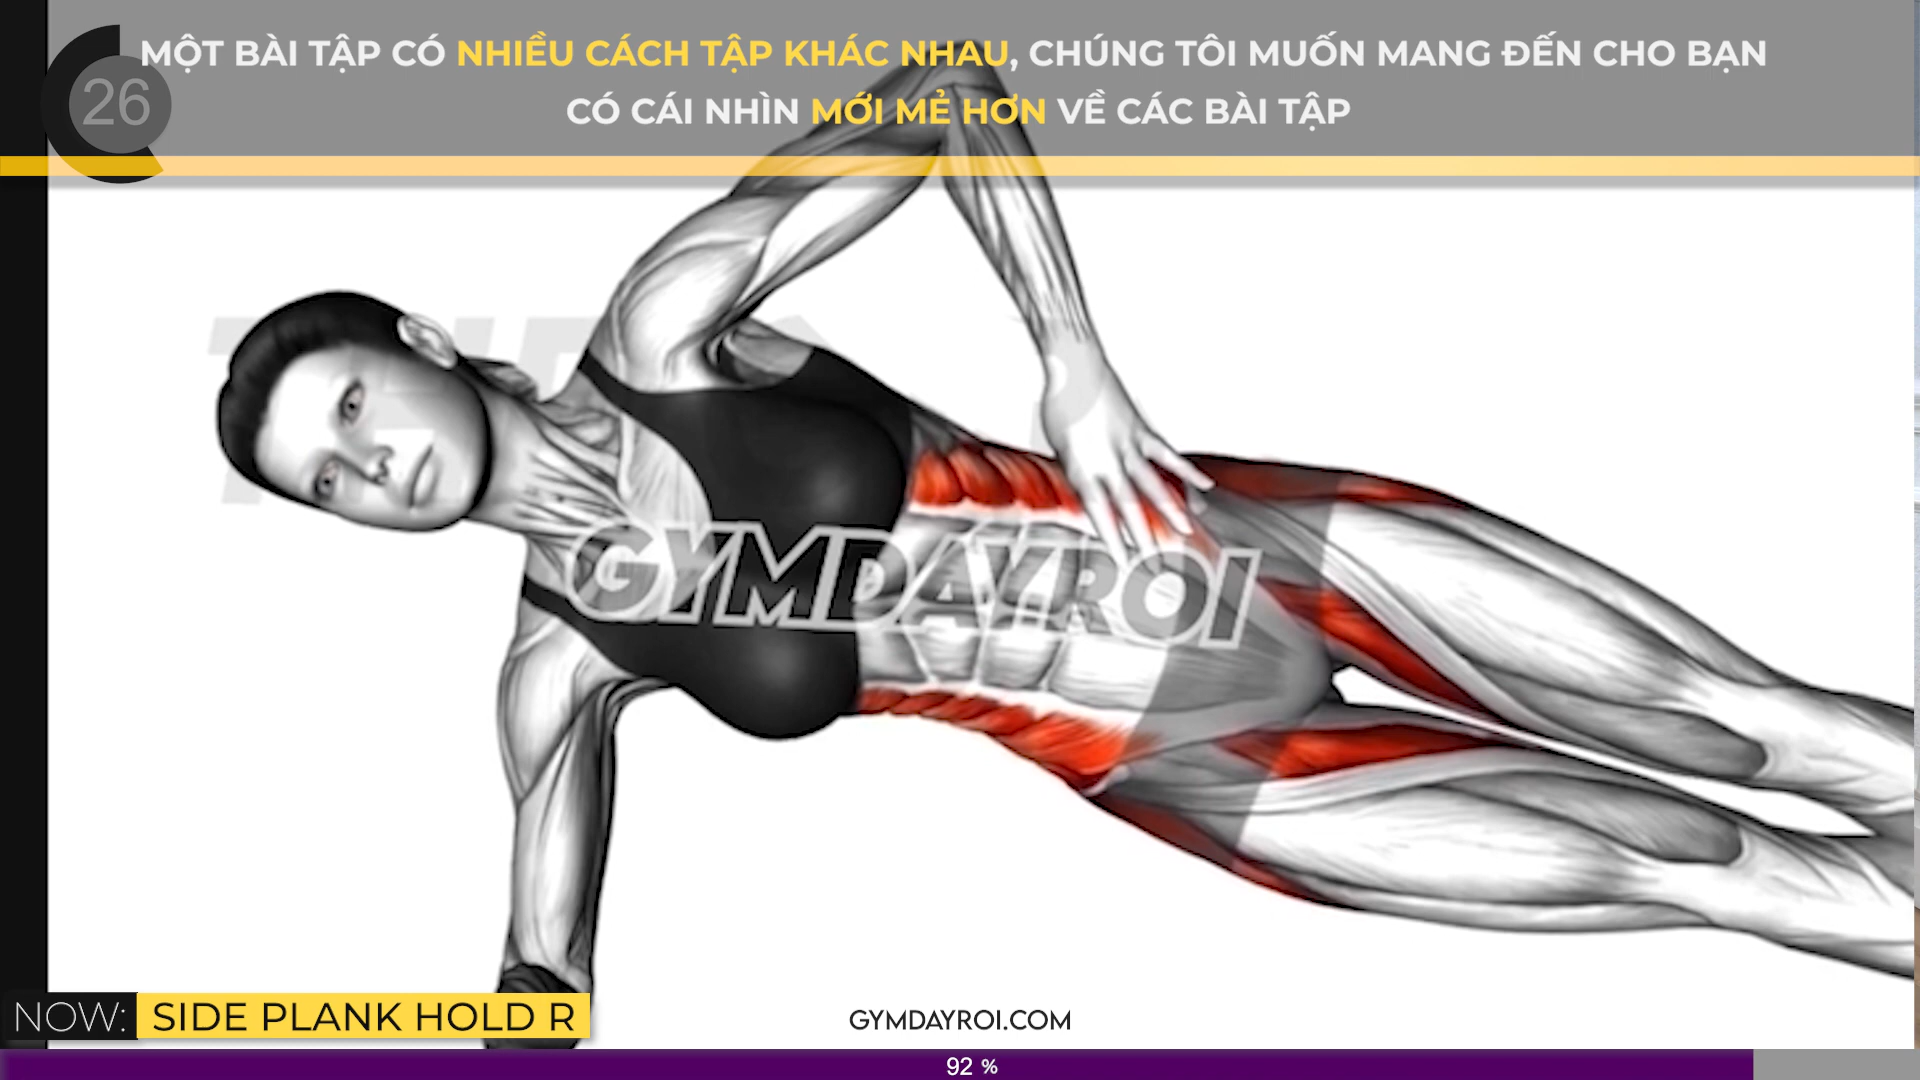 MỘT BÀI TẬP CÓ NHIỀU CÁCH TẬP KHÁC NHAU, CHÚNG TÔI MUỐN MANG ĐẾN CHO BẠN
CÓ CÁI NHÌN MỚI MẺ HƠN VỀ CÁC BÀI TẬP
26
GYMDAYROI
NOW: SIDE PLANK HOLD R
GYMDAYROI.COM
92 %